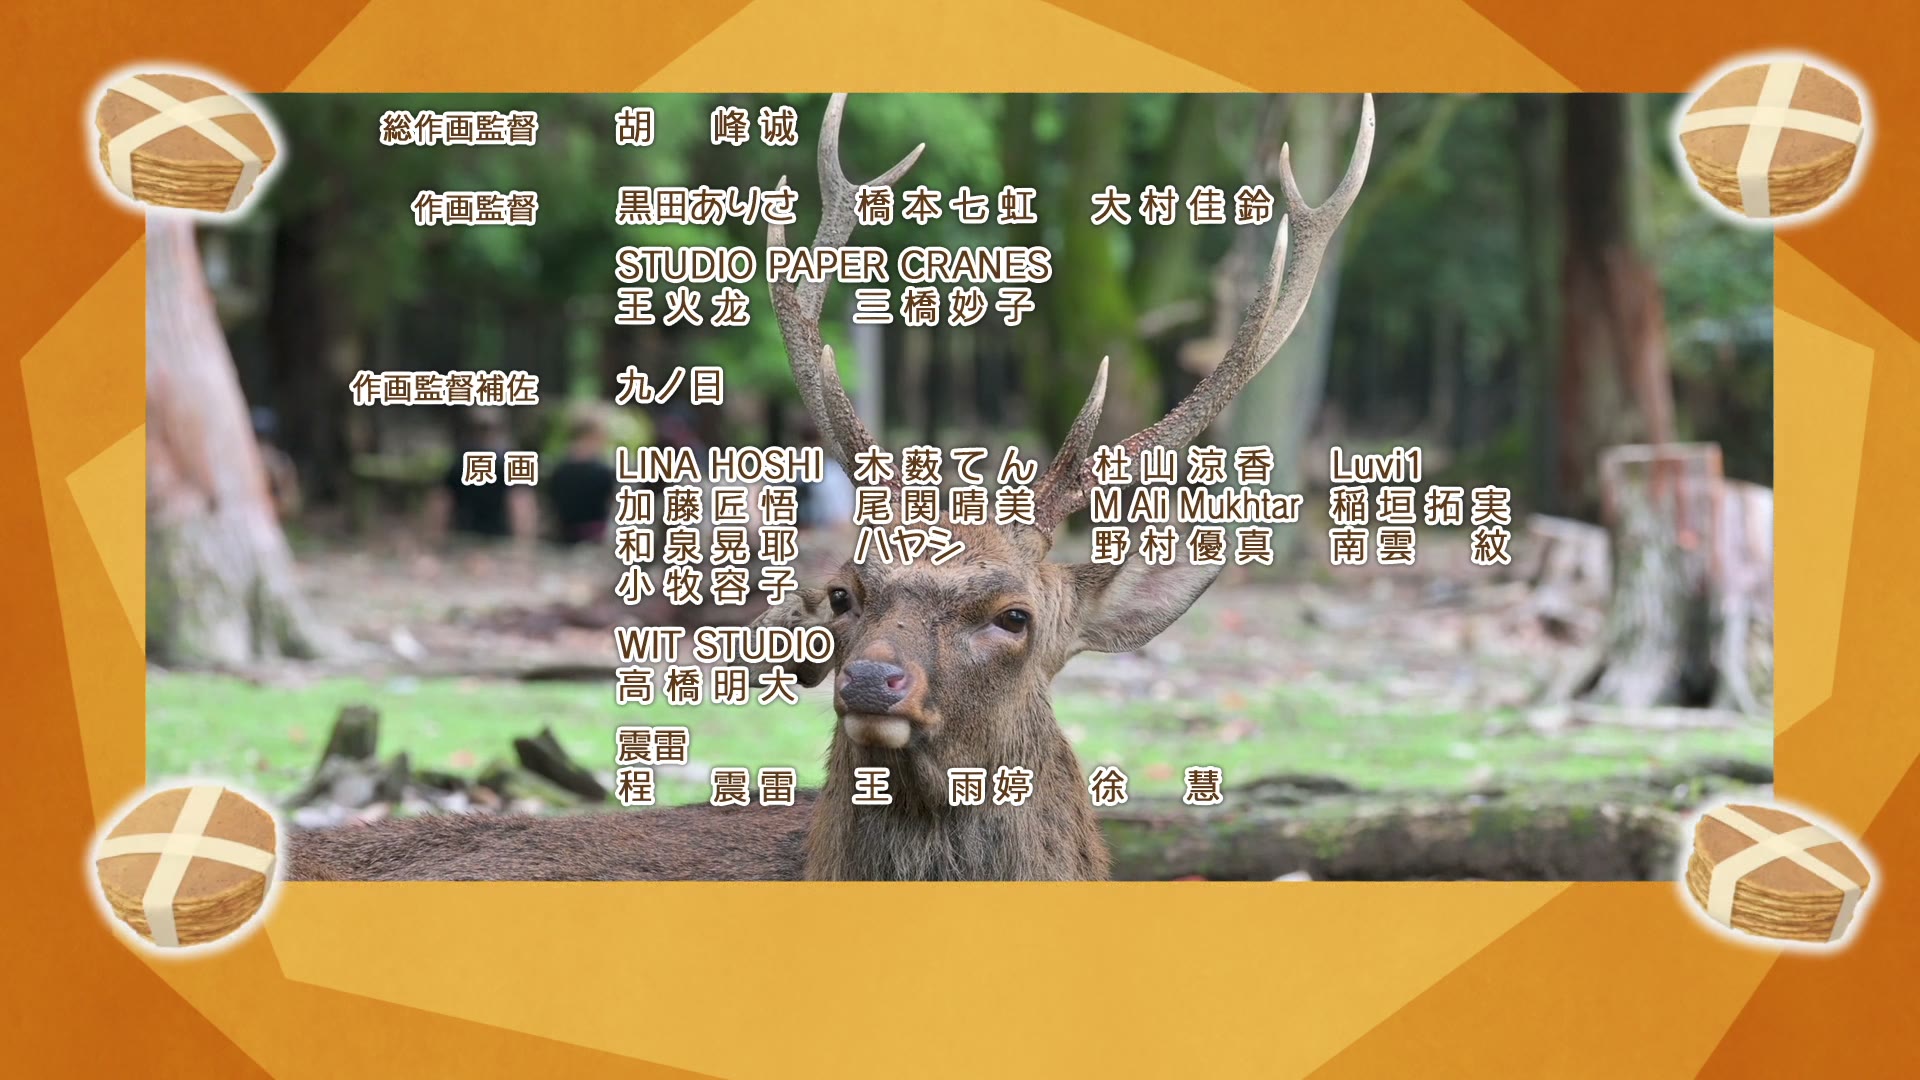 総作画監督 胡 峰诚
作画監督 黒田ありさ 橋本七虹 大村佳鈴
STUDIO PAPER CRANES
王火龙 三橋妙子
作画監督補佐 九ノ日
原画 LINA HOSHI 木薮てん 杜山涼香 Luvi1
加藤匠悟 尾関晴美 M Ali Mukhtar 稲垣拓実
和泉晃耶 ハヤシ 野村優真 南雲 紋
小牧容子
WIT STUDIO
高橋明大
震雷
程 震雷 王 雨婷 徐 慧